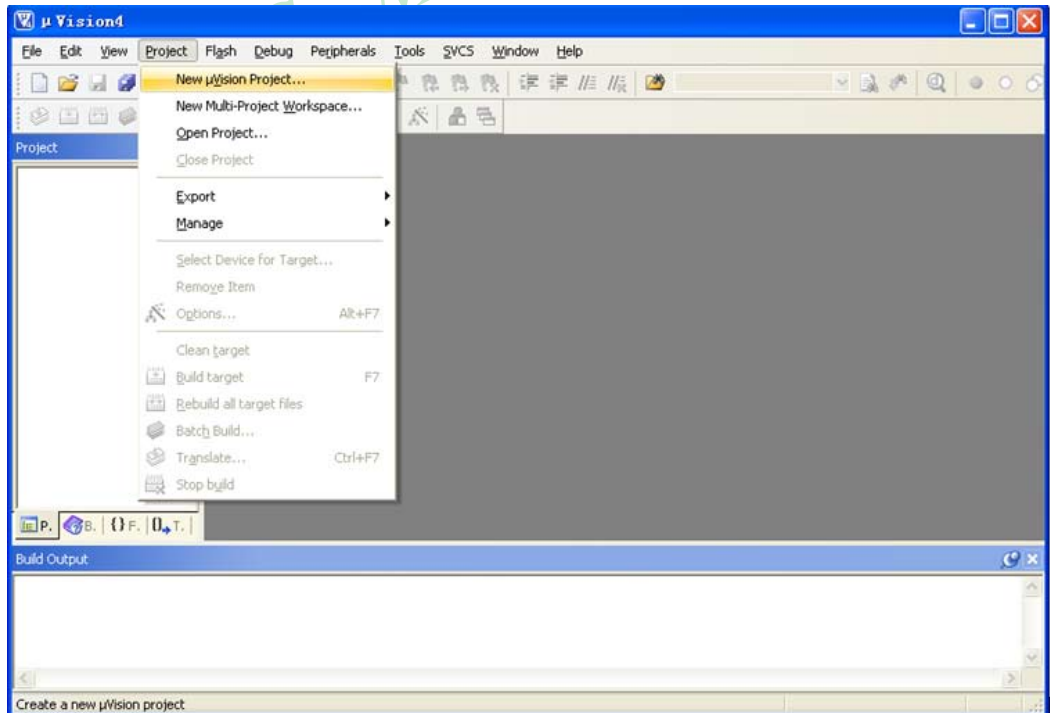 μ Vision4
File Edit View Project Flash Debug Peripherals Tools SVCS Window Help
New μVision Project...
New Multi-Project Workspace...
Open Project...
Close Project
Export
Manage
Select Device for Target...
Remove Item
Options... Alt+F7
Clean target
Build target F7
Rebuild all target files
Batch Build...
Translate... Ctrl+F7
Stop build
Project
P. B. {} F. 0 T.
Build Output
Create a new μVision project